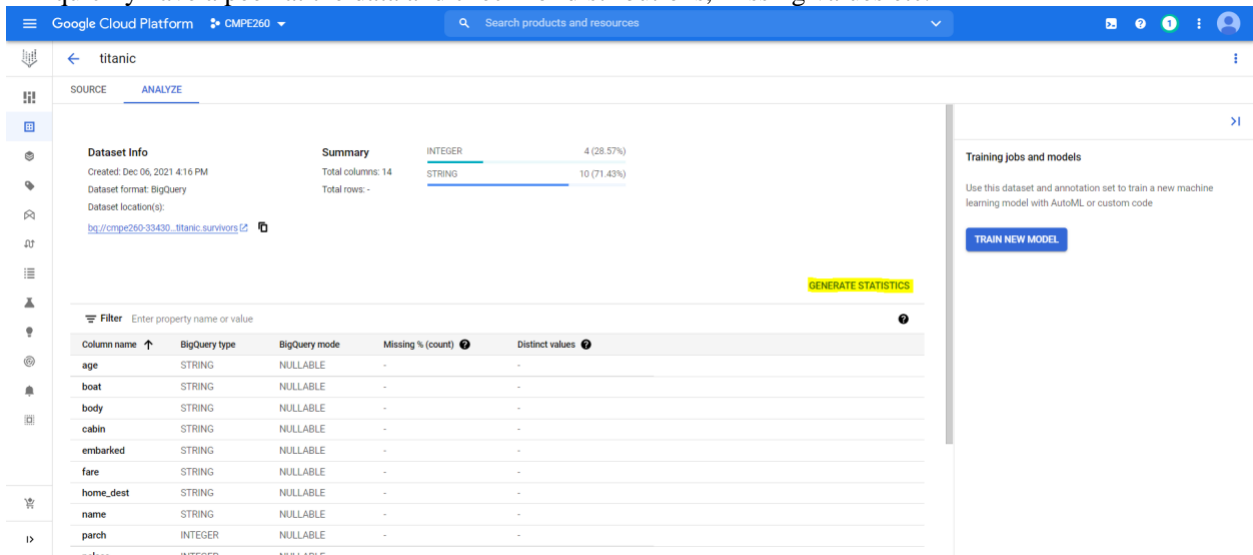 Google Cloud Platform CMPE260 Search products and resources 1
titanic
SOURCE ANALYZE
Dataset Info
Created: Dec 06, 2021 4:16 PM
Dataset format: BigQuery
Dataset location(s):
bq://cmpe260-33430...titanic.survivors
Summary
Total columns: 14
Total rows: -
INTEGER 4 (28.57%)
STRING 10 (71.43%)
Training jobs and models
Use this dataset and annotation set to train a new machine
learning model with AutoML or custom code
TRAIN NEW MODEL
GENERATE STATISTICS
Filter Enter property name or value
Column name BigQuery type BigQuery mode Missing % (count) Distinct values
age STRING NULLABLE - -
boat STRING NULLABLE - -
body STRING NULLABLE - -
cabin STRING NULLABLE - -
embarked STRING NULLABLE - -
fare STRING NULLABLE - -
home_dest STRING NULLABLE - -
name STRING NULLABLE - -
parch INTEGER NULLABLE - -